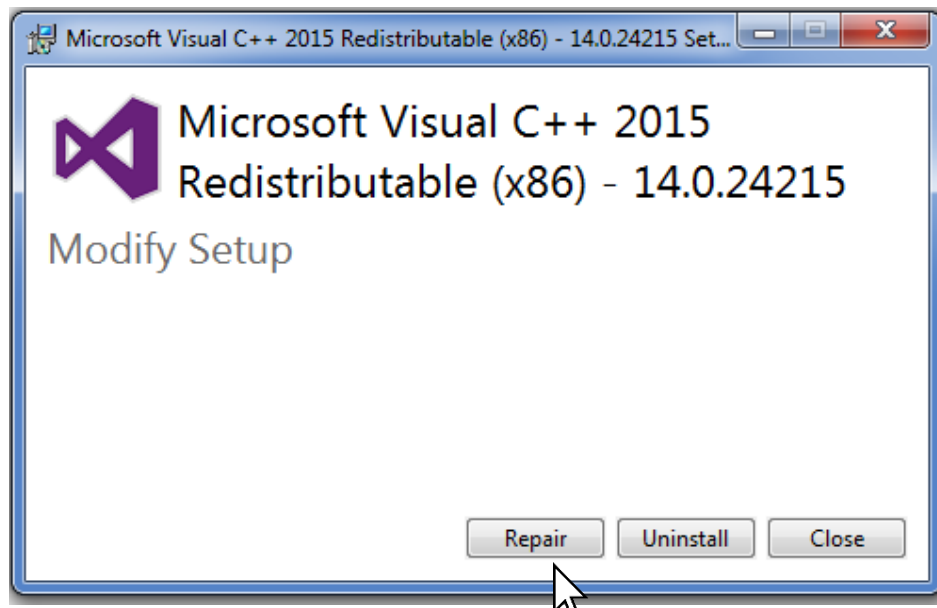 Microsoft Visual C++ 2015 Redistributable (x86) - 14.0.24215 Set...
Microsoft Visual C++ 2015
Redistributable (x86) - 14.0.24215
Modify Setup
Repair Uninstall Close